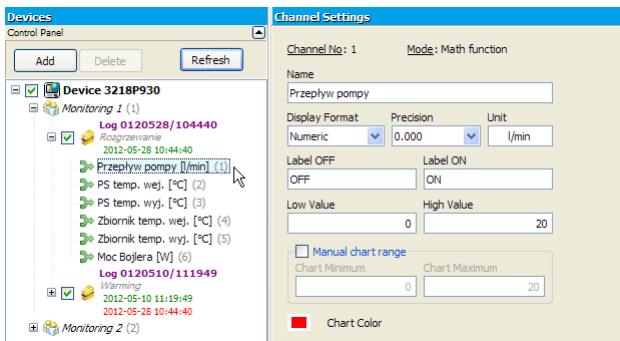 Devices
Control Panel
Add
Delete
Refresh
Device 3218P930
Monitoring 1 (1)
Log 0120528/104440
Rozgrzewanie
2012-05-28 10:44:40
Przepływ pompy [l/min] (1)
PS temp. wej. [ºC] (2)
PS temp. wyj. [ºC] (3)
Zbiornik temp. wej. [ºC] (4)
Zbiornik temp. wyj. [ºC] (5)
Moc Bojlera [W] (6)
Log 0120510/111949
Warming
2012-05-10 11:19:49
2012-05-28 10:44:40
Monitoring 2 (2)
Channel Settings
Channel No: 1 Mode: Math function
Name
Przepływ pompy
Display Format Precision Unit
Numeric 0.000 l/min
Label OFF Label ON
OFF ON
Low Value High Value
0 20
Manual chart range
Chart Minimum Chart Maximum
0 20
Chart Color